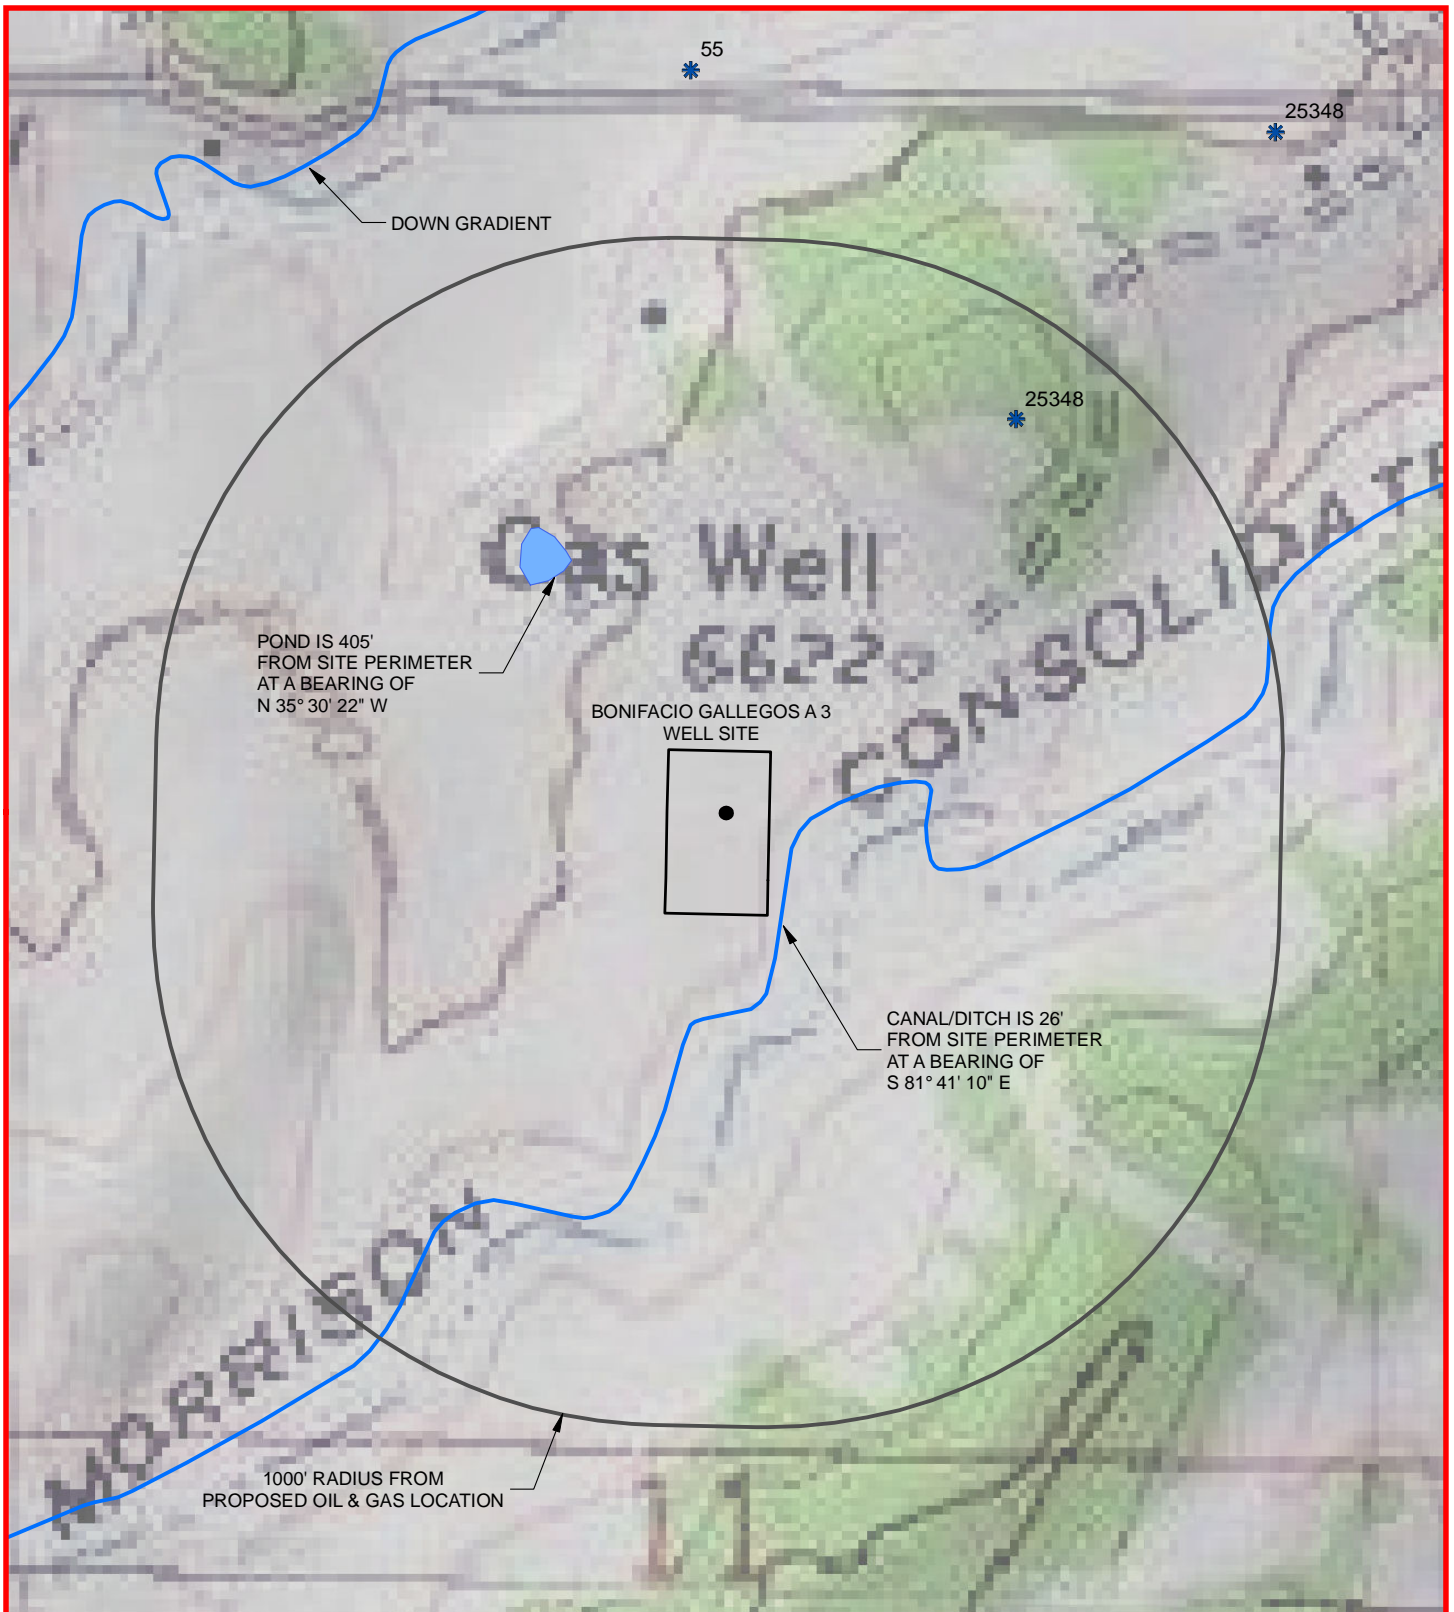 55
25348
DOWN GRADIENT
25348
Gas Well
6622
CONSOLIDATE
POND IS 405'
FROM SITE PERIMETER
AT A BEARING OF
N 35° 30' 22" W
BONIFACIO GALLEGOS A 3
WELL SITE
CANAL/DITCH IS 26'
FROM SITE PERIMETER
AT A BEARING OF
S 81° 41' 10" E
MORRISON
1000' RADIUS FROM
PROPOSED OIL & GAS LOCATION
11